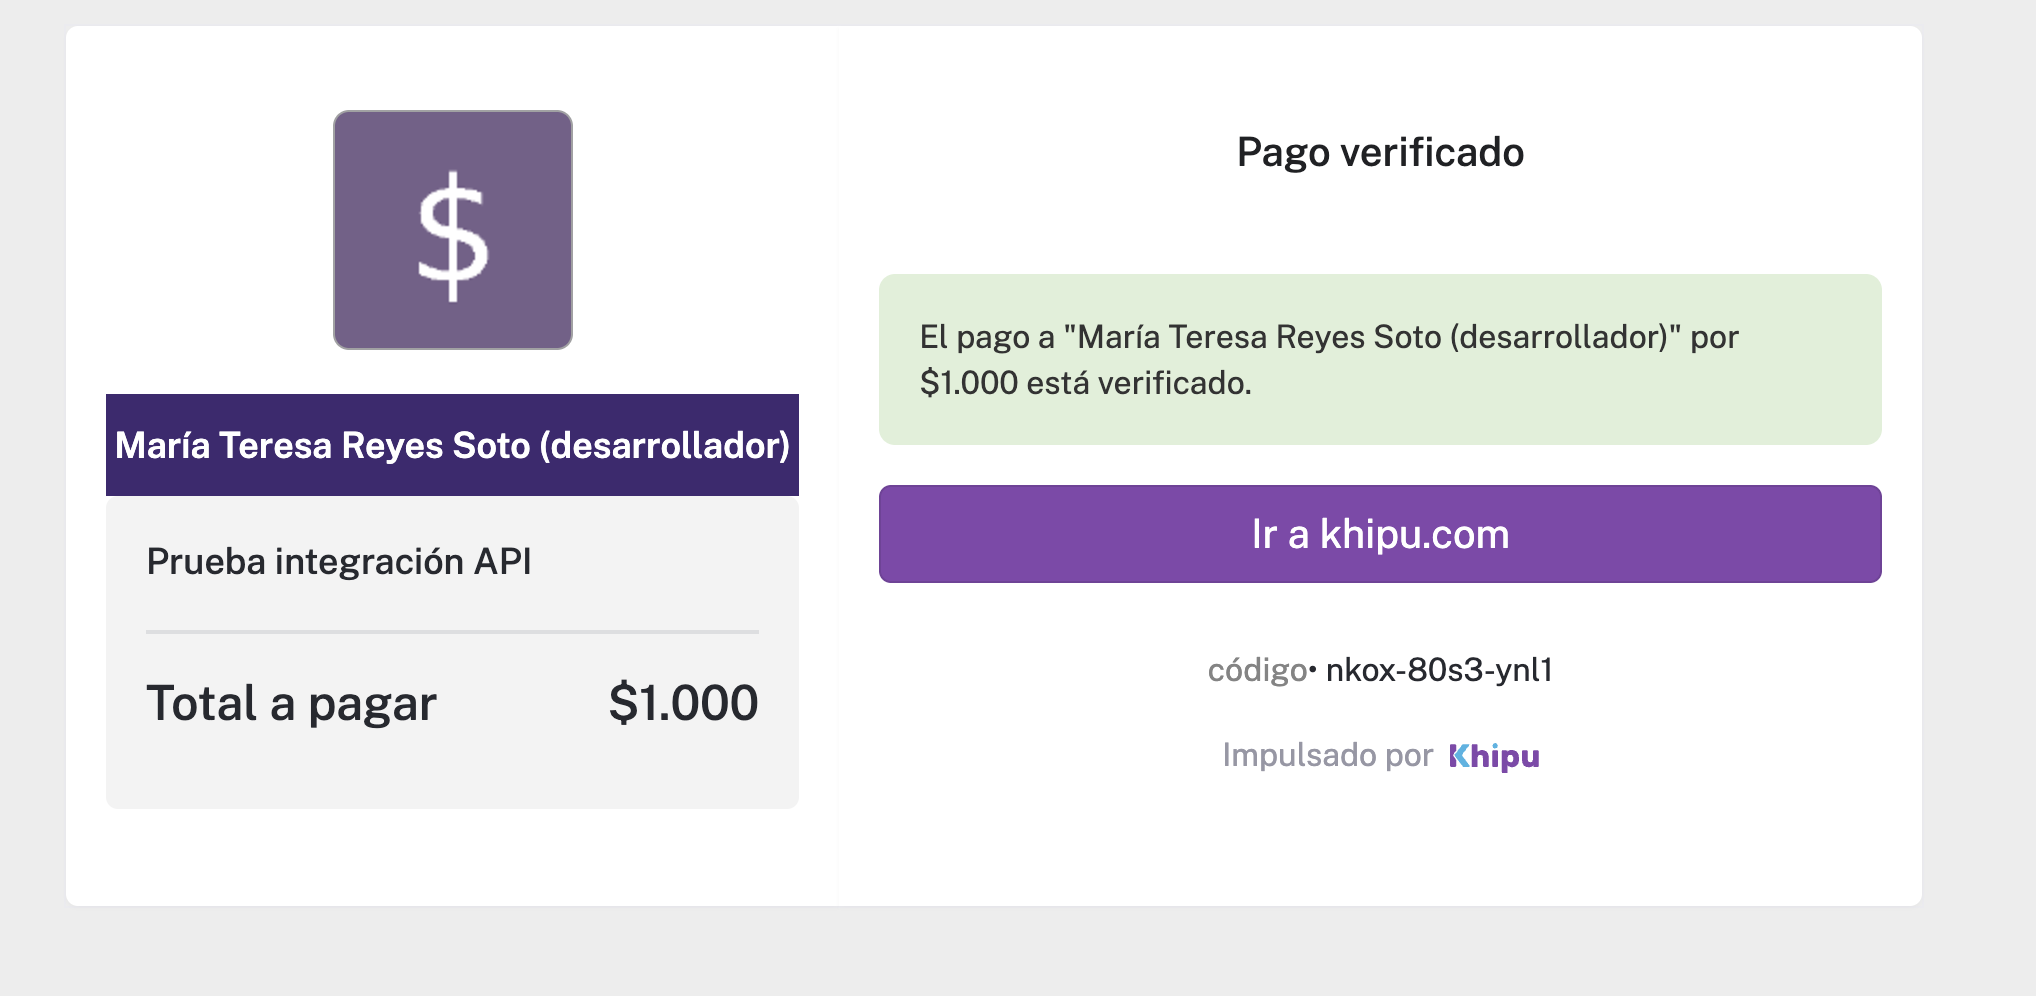 $
María Teresa Reyes Soto (desarrollador)
Prueba integración API
Total a pagar $1.000
Pago verificado
El pago a "María Teresa Reyes Soto (desarrollador)" por
$1.000 está verificado.
Ir a khipu.com
código• nkox-80s3-ynl1
Impulsado por Khipu